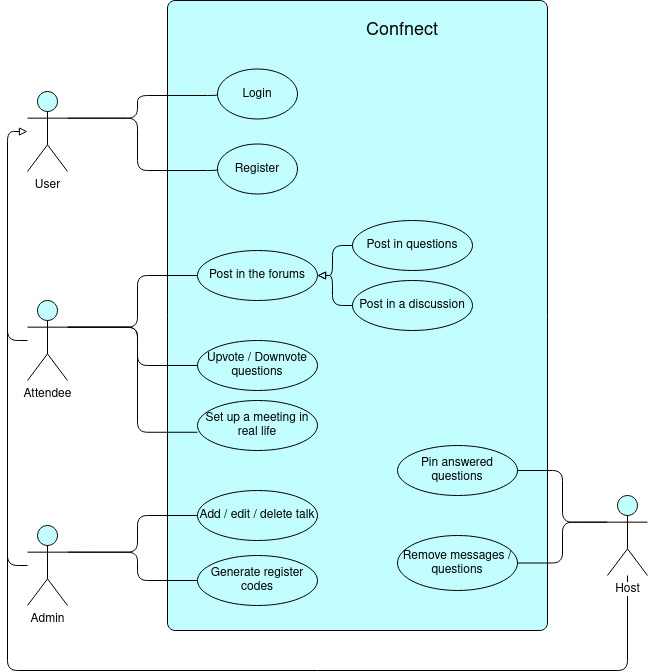 Confnect
Login
User
Register
Post in the forums
Post in questions
Post in a discussion
Attendee
Upvote / Downvote
questions
Set up a meeting in
real life
Pin answered
questions
Add / edit / delete talk
Admin
Generate register
codes
Remove messages /
questions
Host